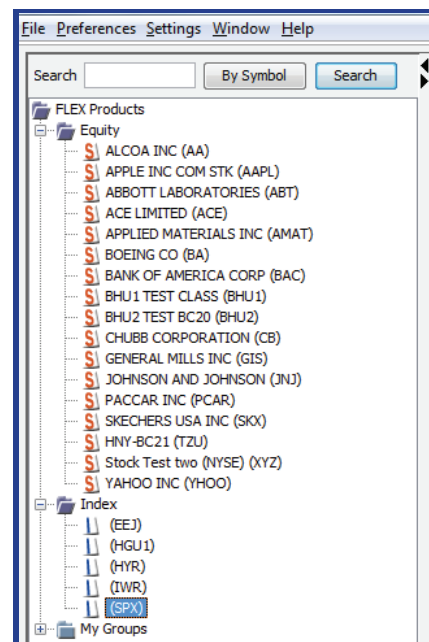 File Preferences Settings Window Help
Search By Symbol Search
FLEX Products
Equity
ALCOA INC (AA)
APPLE INC COM STK (AAPL)
ABBOTT LABORATORIES (ABT)
ACE LIMITED (ACE)
APPLIED MATERIALS INC (AMAT)
BOEING CO (BA)
BANK OF AMERICA CORP (BAC)
BHU1 TEST CLASS (BHU1)
BHU2 TEST BC20 (BHU2)
CHUBB CORPORATION (CB)
GENERAL MILLS INC (GIS)
JOHNSON AND JOHNSON (JNJ)
PACCAR INC (PCAR)
SKECHERS USA INC (SKX)
HNY-BC21 (TZU)
Stock Test two (NYSE) (XYZ)
YAHOO INC (YHOO)
Index
(EEJ)
(HGU1)
(HYR)
(IWR)
(SPX)
My Groups